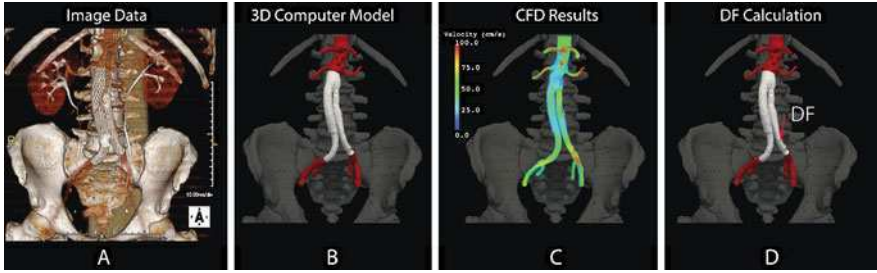 Image Data
3D Computer Model
CFD Results
DF Calculation
Velocity (cm/s)
100.0
75.0
50.0
25.0
0.0
DF
A
A
B
C
D